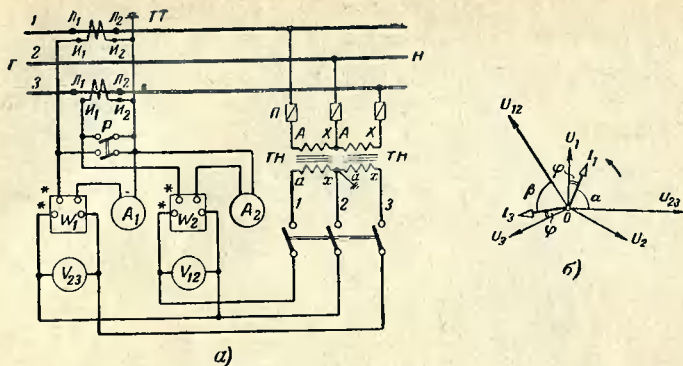 1 Л₁ Л₂ ТТ
И₁ И₂
Г 2 Н
3 Л₁ Л₂
И₁ И₂
Р
П
А Х А Х
ТН ТН
а х а х
1 2 3
* * W₁ A₁ * * W₂ A₂
V₂₃ V₁₂
а)
U₁₂ U₁ I₁
φ
β α
I₃ 0 U₂₃
φ
U₃ U₂
б)